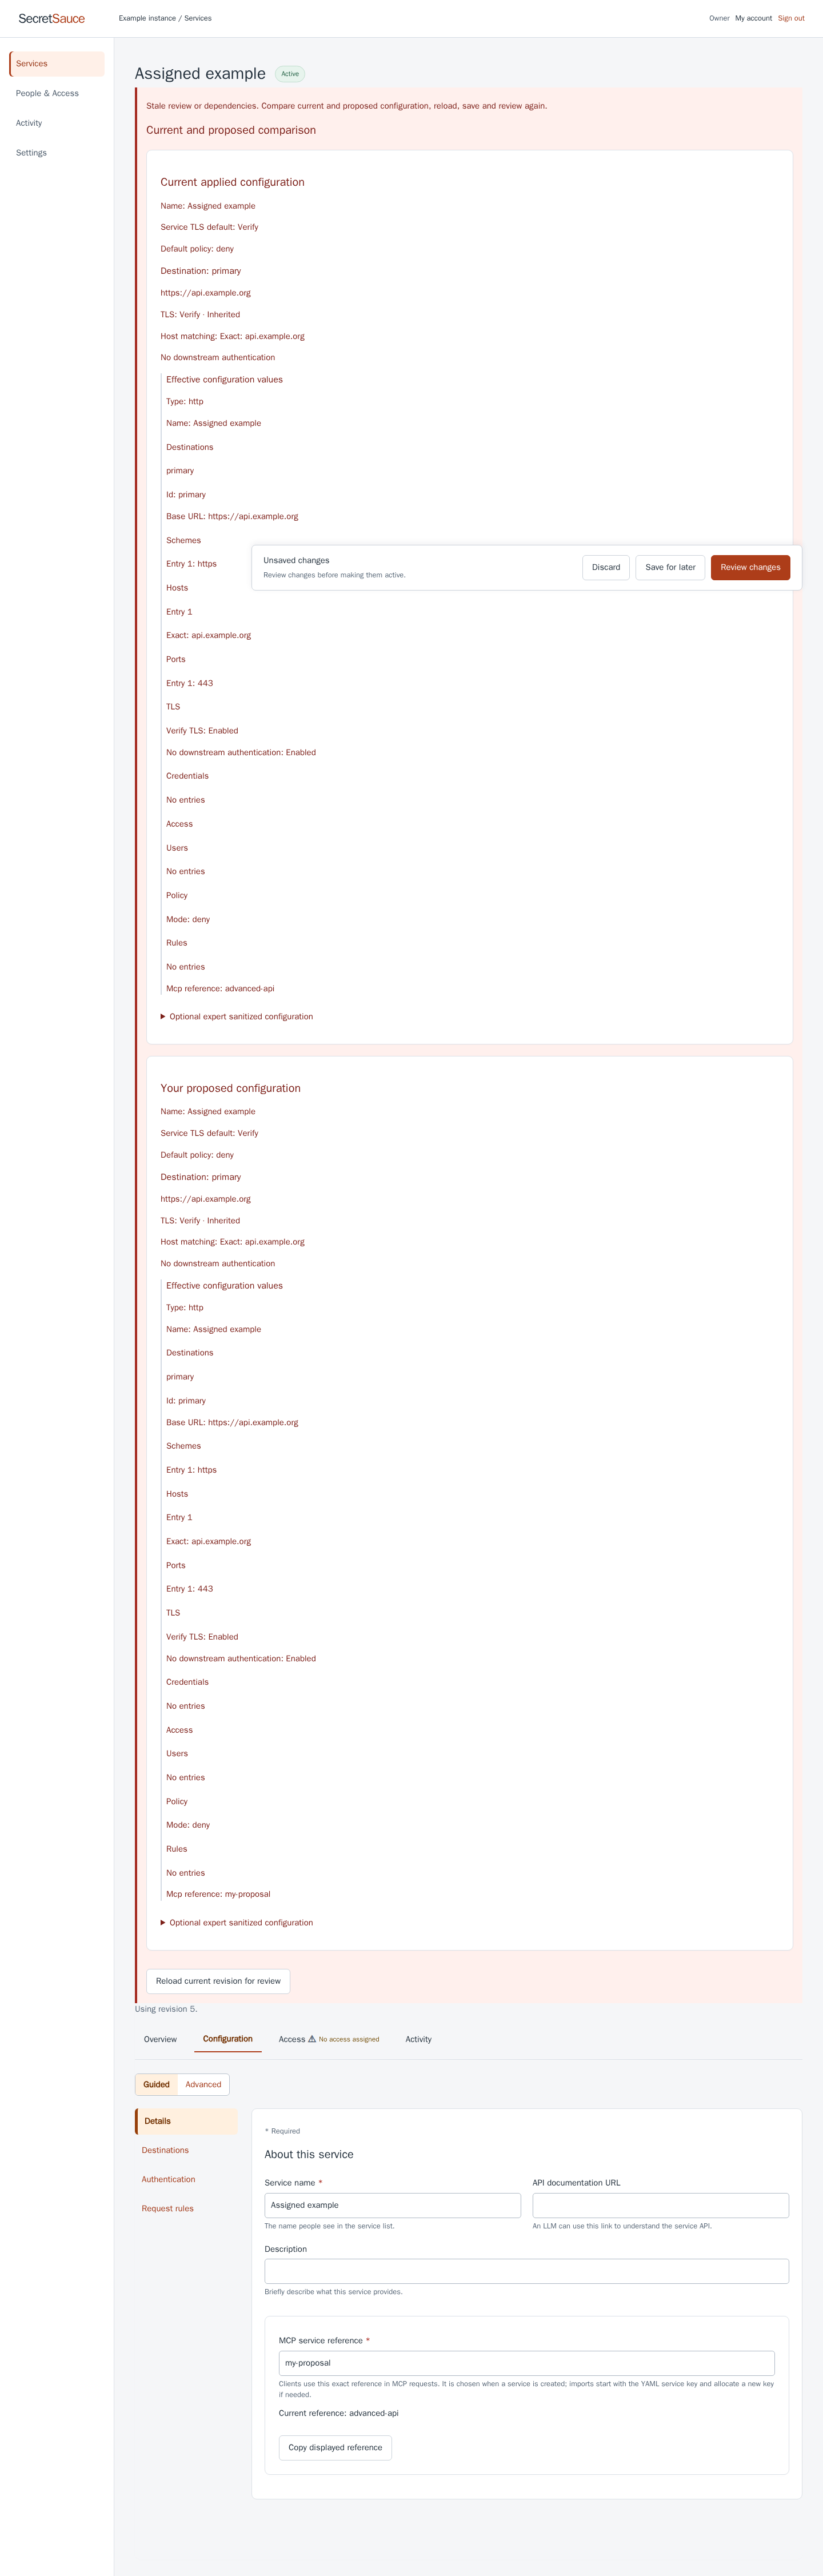 SecretSauce
Example instance / Services
Owner My account Sign out
Services
People & Access
Activity
Settings
Assigned example Active
Stale review or dependencies. Compare current and proposed configuration, reload, save and review again.
Current and proposed comparison
Current applied configuration
Name: Assigned example
Service TLS default: Verify
Default policy: deny
Destination: primary
https://api.example.org
TLS: Verify · Inherited
Host matching: Exact: api.example.org
No downstream authentication
Effective configuration values
Type: http
Name: Assigned example
Destinations
primary
Id: primary
Base URL: https://api.example.org
Schemes
Entry 1: https
Hosts
Entry 1
Exact: api.example.org
Ports
Entry 1: 443
TLS
Verify TLS: Enabled
No downstream authentication: Enabled
Credentials
No entries
Access
Users
No entries
Policy
Mode: deny
Rules
No entries
Mcp reference: advanced-api
Optional expert sanitized configuration
Unsaved changes
Review changes before making them active.
Discard
Save for later
Review changes
Your proposed configuration
Name: Assigned example
Service TLS default: Verify
Default policy: deny
Destination: primary
https://api.example.org
TLS: Verify · Inherited
Host matching: Exact: api.example.org
No downstream authentication
Effective configuration values
Type: http
Name: Assigned example
Destinations
primary
Id: primary
Base URL: https://api.example.org
Schemes
Entry 1: https
Hosts
Entry 1
Exact: api.example.org
Ports
Entry 1: 443
TLS
Verify TLS: Enabled
No downstream authentication: Enabled
Credentials
No entries
Access
Users
No entries
Policy
Mode: deny
Rules
No entries
Mcp reference: my-proposal
Optional expert sanitized configuration
Reload current revision for review
Using revision 5.
Overview
Configuration
Access ⚠ No access assigned
Activity
Guided
Advanced
Details
Destinations
Authentication
Request rules
* Required
About this service
Service name *
Assigned example
The name people see in the service list.
API documentation URL
An LLM can use this link to understand the service API.
Description
Briefly describe what this service provides.
MCP service reference *
my-proposal
Clients use this exact reference in MCP requests. It is chosen when a service is created; imports start with the YAML service key and allocate a new key
if needed.
Current reference: advanced-api
Copy displayed reference